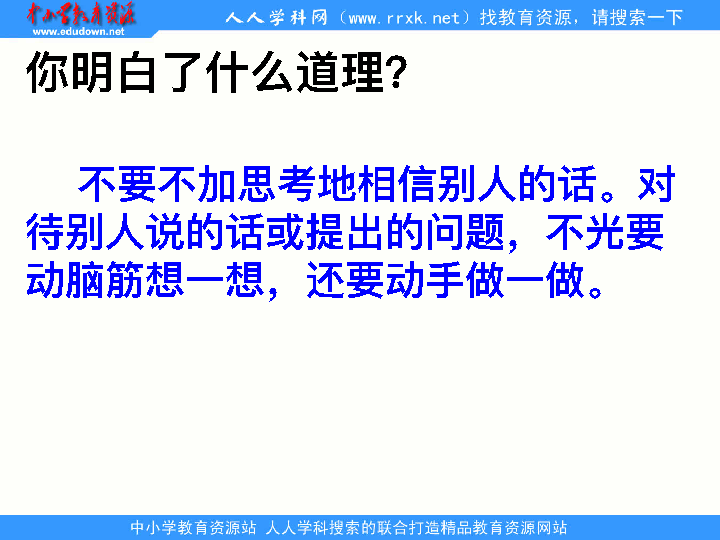 中小学教育资源
www.edudown.net
人人学科网（www.rrxk.net）找教育资源，请搜索一下
你明白了什么道理？
不要不加思考地相信别人的话。对
待别人说的话或提出的问题，不光要
动脑筋想一想，还要动手做一做。
中小学教育资源站 人人学科搜索的联合打造精品教育资源网站